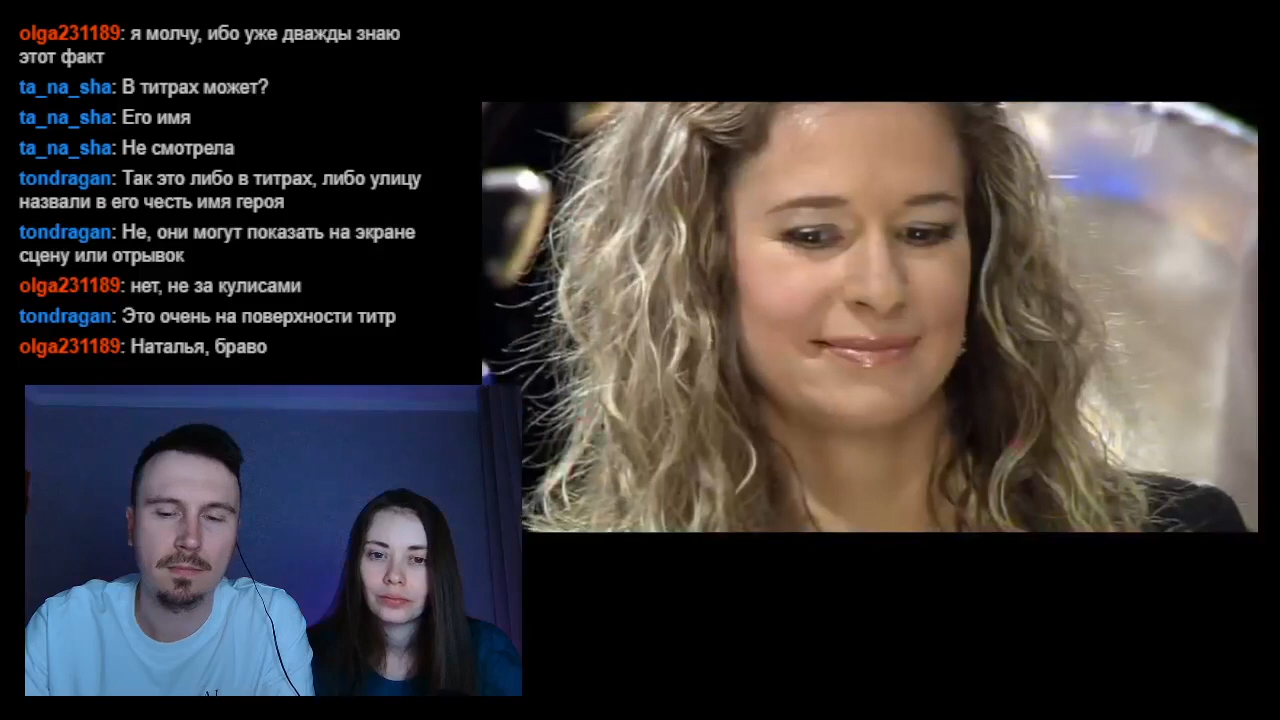 olga231189: я молчу, ибо уже дважды знаю
этот факт
ta_na_sha: В титрах может?
ta_na_sha: Его имя
ta_na_sha: Не смотрела
tondragan: Так это либо в титрах, либо улицу
назвали в его честь имя героя
tondragan: Не, они могут показать на экране
сцену или отрывок
olga231189: нет, не за кулисами
tondragan: Это очень на поверхности титр
olga231189: Наталья, браво